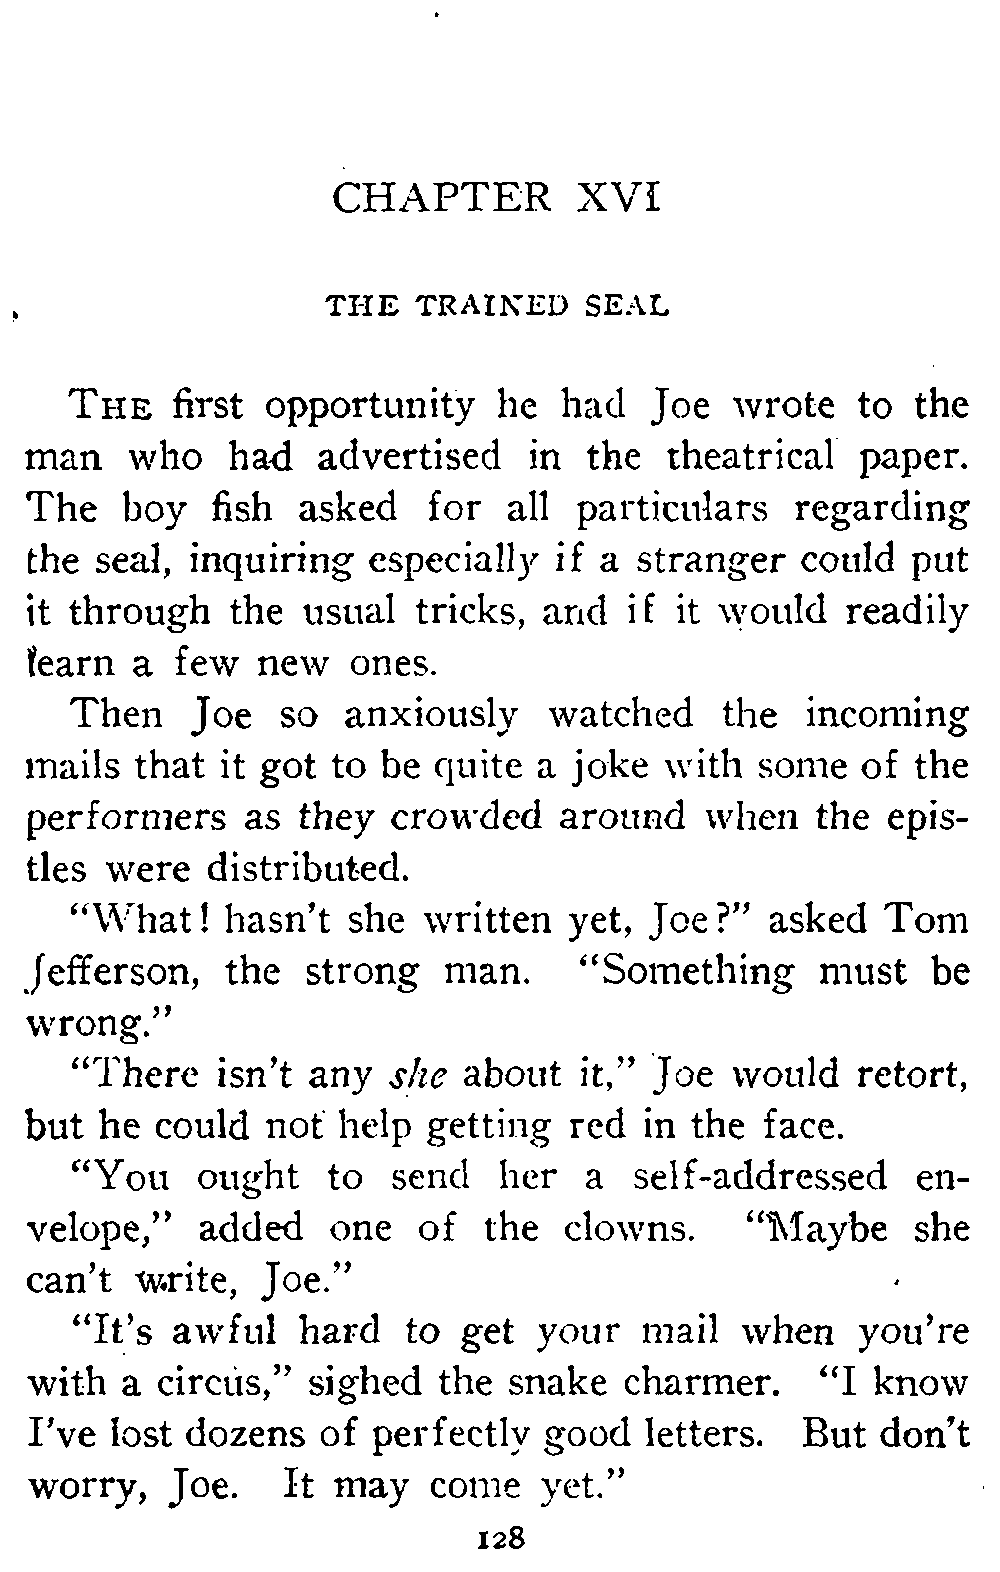 CHAPTER XVI
THE TRAINED SEAL
THE first opportunity he had Joe wrote to the
man who had advertised in the theatrical paper.
The boy fish asked for all particulars regarding
the seal, inquiring especially if a stranger could put
it through the usual tricks, and if it would readily
learn a few new ones.
Then Joe so anxiously watched the incoming
mails that it got to be quite a joke with some of the
performers as they crowded around when the epis-
tles were distributed.
"What! hasn't she written yet, Joe?" asked Tom
Jefferson, the strong man. "Something must be
wrong."
"There isn't any she about it," Joe would retort,
but he could not help getting red in the face.
"You ought to send her a self-addressed en-
velope," added one of the clowns. "Maybe she
can't write, Joe."
"It's awful hard to get your mail when you're
with a circus," sighed the snake charmer. "I know
I've lost dozens of perfectly good letters. But don't
worry, Joe. It may come yet."
128